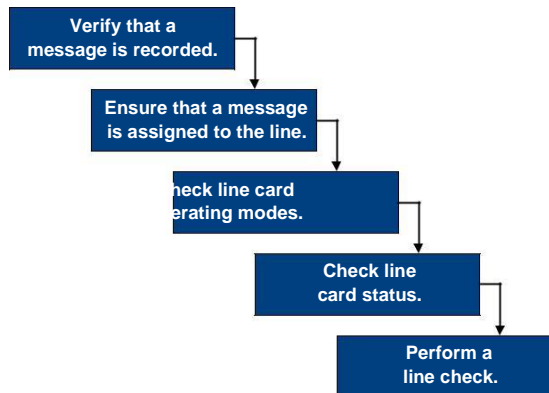 Verify that a
message is recorded.
Ensure that a message
is assigned to the line.
heck line card
erating modes.
Check line
card status.
Perform a
line check.